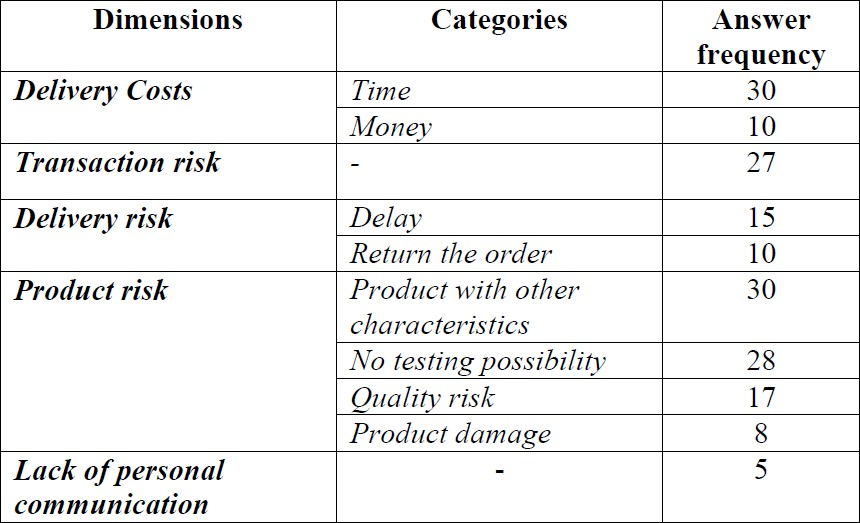 Dimensions Categories Answer
frequency
Delivery Costs Time 30
Money 10
Transaction risk - 27
Delivery risk Delay 15
Return the order 10
Product risk Product with other 30
characteristics
No testing possibility 28
Quality risk 17
Product damage 8
Lack of personal - 5
communication